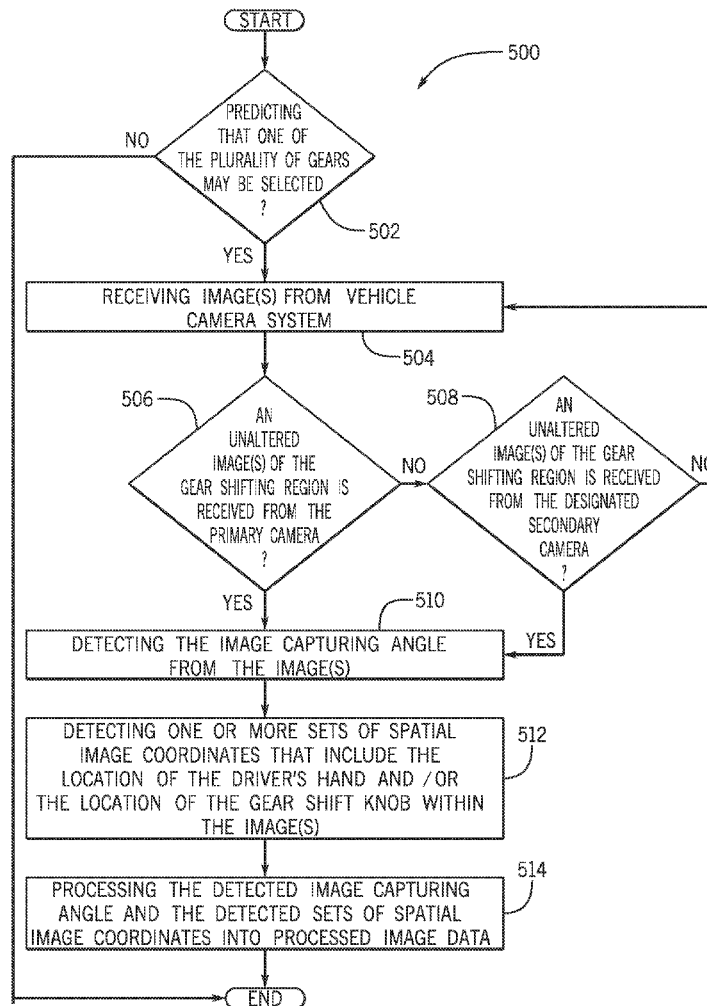 START
500
PREDICTING
THAT ONE OF
THE PLURALITY OF GEARS
MAY BE SELECTED
?
NO
502
YES
RECEIVING IMAGE(S) FROM VEHICLE
CAMERA SYSTEM
504
506
AN
UNALTERED
IMAGE(S) OF THE
GEAR SHIFTING REGION IS
RECEIVED FROM THE
PRIMARY CAMERA
?
NO
508
AN
UNALTERED
IMAGE(S) OF THE GEAR
SHIFTING REGION IS RECEIVED
FROM THE DESIGNATED
SECONDARY
CAMERA
?
NO
YES
510
YES
DETECTING THE IMAGE CAPTURING ANGLE
FROM THE IMAGE(S)
DETECTING ONE OR MORE SETS OF SPATIAL
IMAGE COORDINATES THAT INCLUDE THE
LOCATION OF THE DRIVER'S HAND AND /OR
THE LOCATION OF THE GEAR SHIFT KNOB WITHIN
THE IMAGE(S)
512
PROCESSING THE DETECTED IMAGE CAPTURING
ANGLE AND THE DETECTED SETS OF SPATIAL
IMAGE COORDINATES INTO PROCESSED IMAGE DATA
514
END